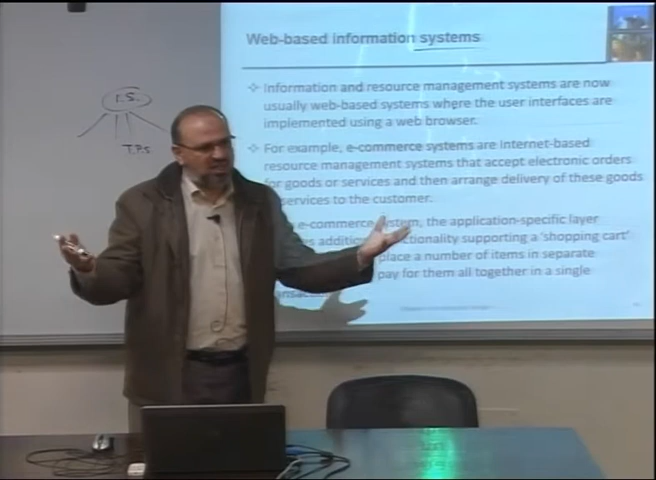 Web-based information systems
Information and resource management systems are now
usually web-based systems where the user interfaces are
implemented using a web browser.
For example, e-commerce systems are Internet-based
resource management systems that accept electronic orders
for goods or services and then arrange delivery of these goods
services to the customer.
e-commerce system, the application-specific layer
additional functionality supporting a 'shopping cart'
place a number of items in separate
pay for them all together in a single
I.S.
T.P.S